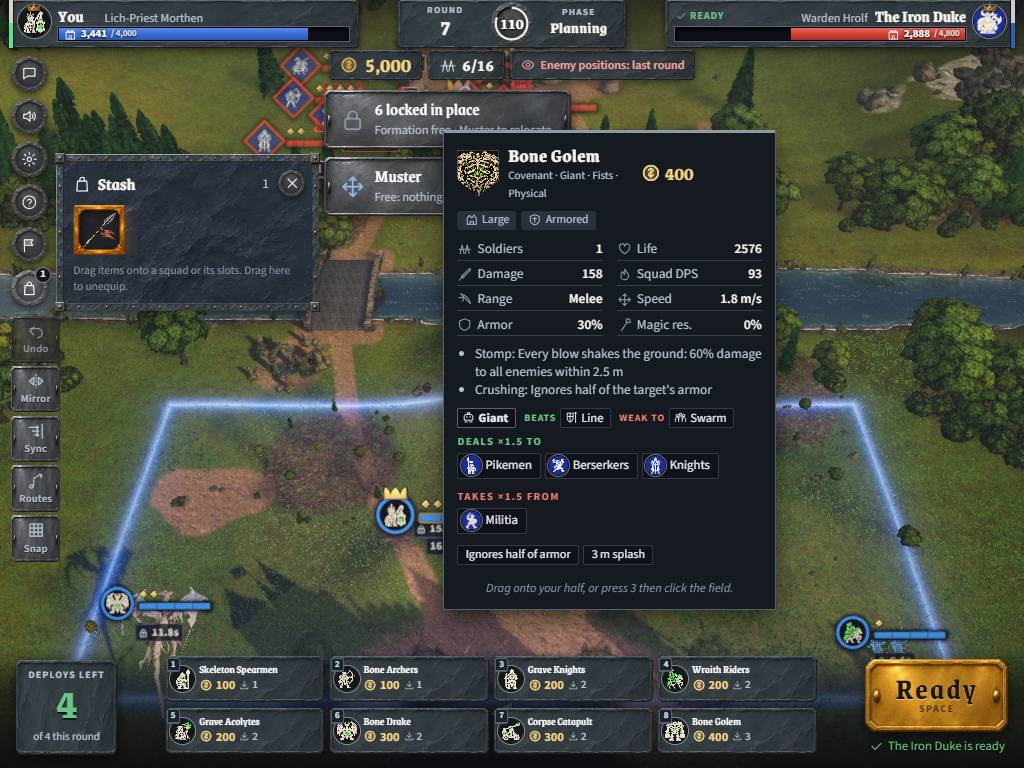 You Lich-Priest Morthen
3,441 / 4,000
ROUND
7
110
PHASE
Planning
READY
Warden Hrolf The Iron Duke
2,888 / 4,800
5,000
6/16
Enemy positions: last round
6 locked in place
Formation free · Muster to relocate
Muster
Free: nothing
Stash 1
Drag items onto a squad or its slots. Drag here
to unequip.
1
Undo
Mirror
Sync
Routes
Snap
Bone Golem
Covenant · Giant · Fists ·
Physical
400
Large Armored
Soldiers 1 Life 2576
Damage 158 Squad DPS 93
Range Melee Speed 1.8 m/s
Armor 30% Magic res. 0%
• Stomp: Every blow shakes the ground: 60% damage
to all enemies within 2.5 m
• Crushing: Ignores half of the target's armor
Giant BEATS Line WEAK TO Swarm
DEALS ×1.5 TO
Pikemen Berserkers Knights
TAKES ×1.5 FROM
Militia
Ignores half of armor 3 m splash
Drag onto your half, or press 3 then click the field.
15
16
11.8s
DEPLOYS LEFT
4
of 4 this round
1 Skeleton Spearmen
100 1
2 Bone Archers
100 1
3 Grave Knights
200 2
4 Wraith Riders
200 2
5 Grave Acolytes
200 2
6 Bone Drake
300 2
7 Corpse Catapult
300 2
8 Bone Golem
400 3
Ready
SPACE
The Iron Duke is ready